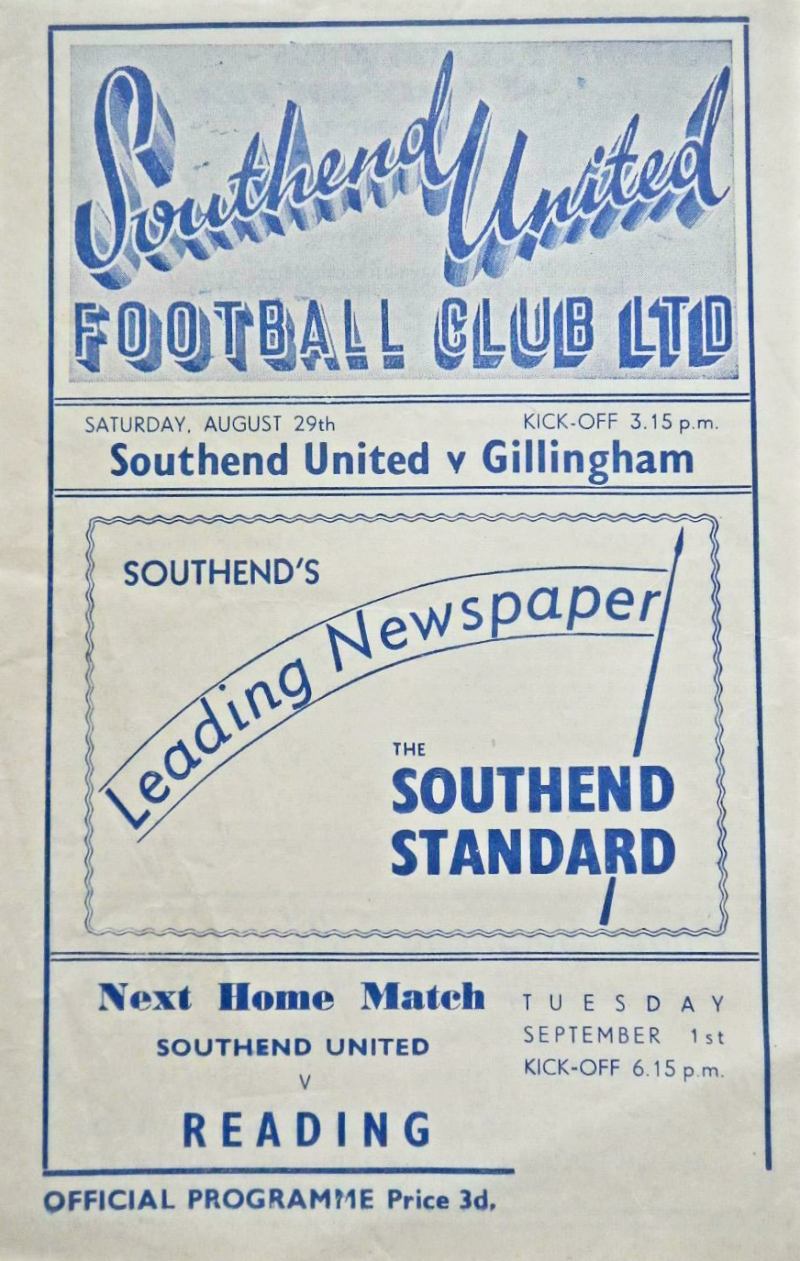 Southend United
FOOTBALL CLUB LTD
SATURDAY, AUGUST 29th
KICK-OFF 3.15 p.m.
Southend United v Gillingham
SOUTHEND'S
Leading Newspaper
THE
SOUTHEND
STANDARD
Next Home Match
SOUTHEND UNITED
V
READING
TUESDAY
SEPTEMBER 1st
KICK-OFF 6.15 p.m.
OFFICIAL PROGRAMME Price 3d.